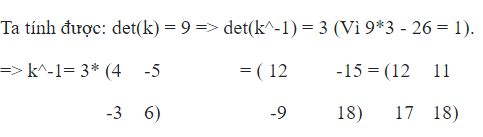 Ta tính được: det(k) = 9 => det(k^-1) = 3 (Vì 9*3 - 26 = 1).
=> k^-1= 3* (4 -5 = ( 12 -15 = (12 11
-3 6) -9 18) 17 18)